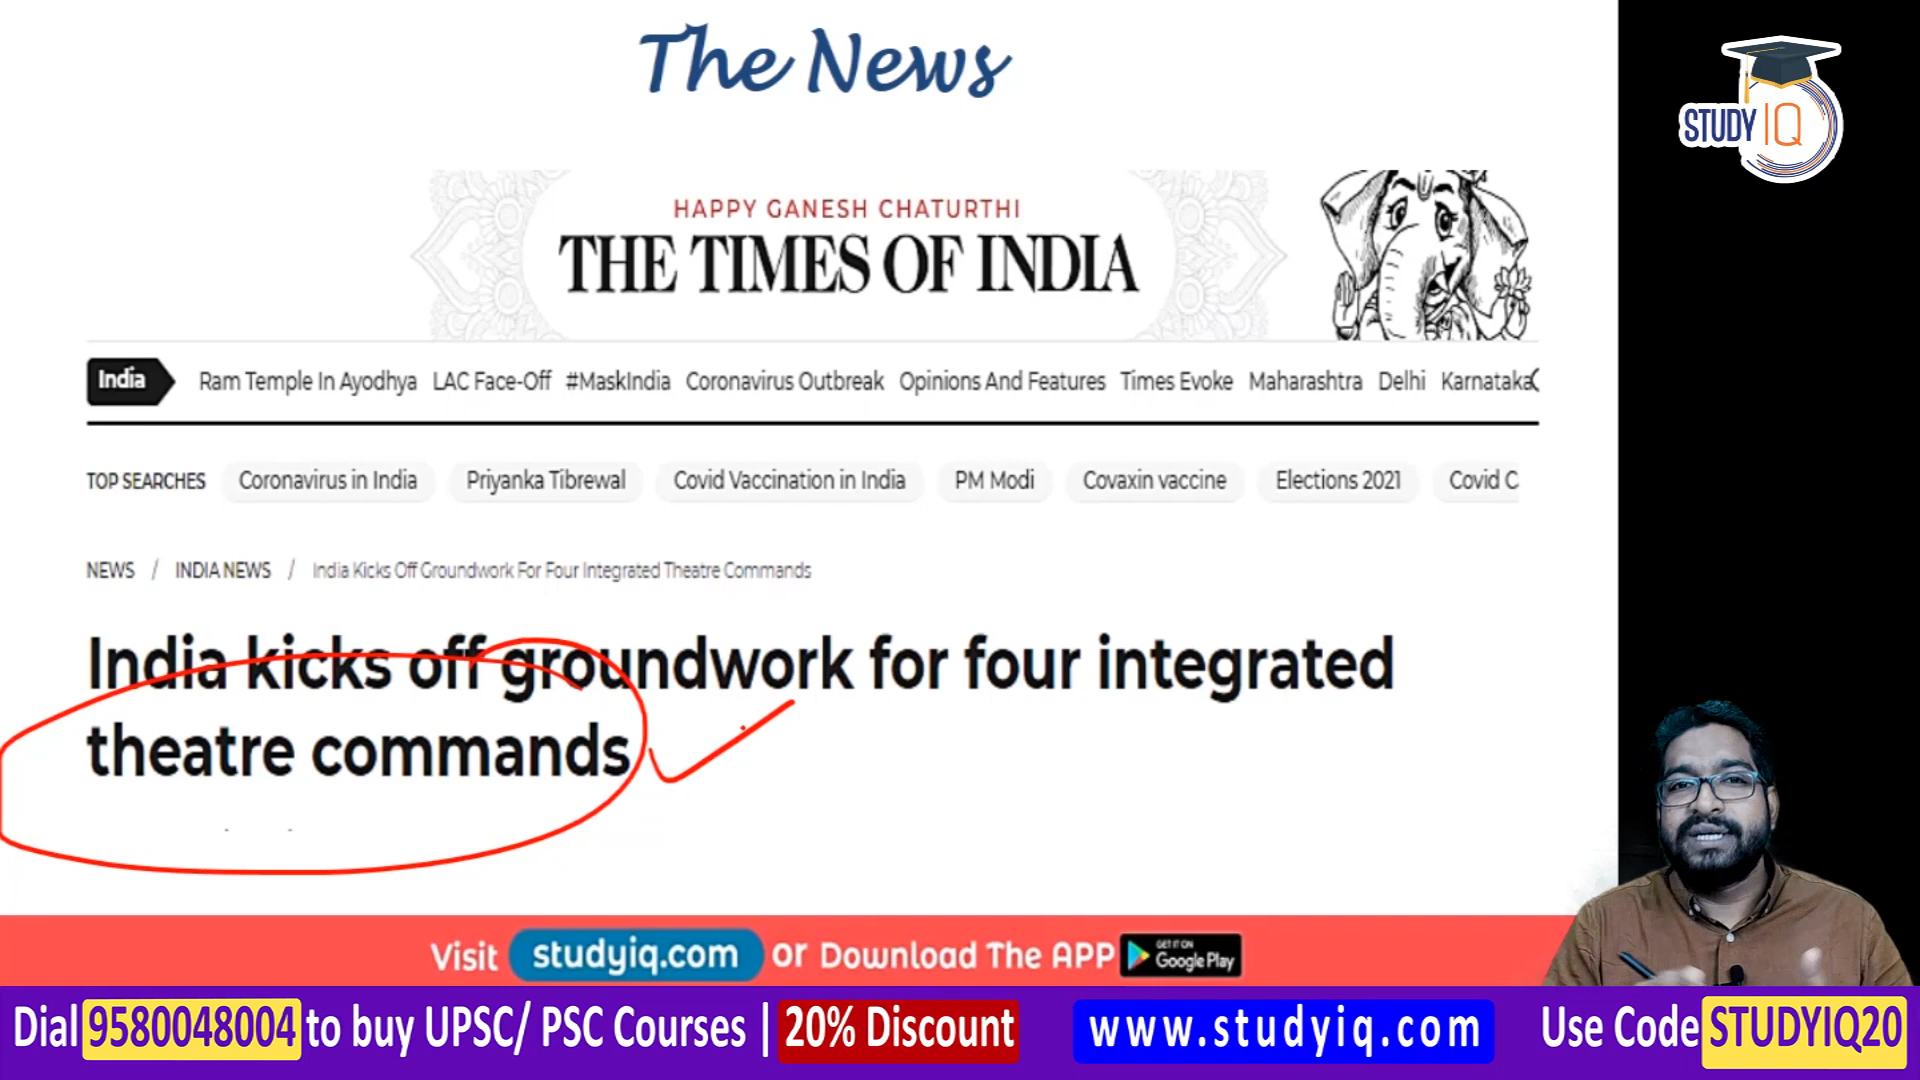 The News
STUDY IQ
HAPPY GANESH CHATURTHI
THE TIMES OF INDIA
India Ram Temple In Ayodhya LAC Face-Off #MaskIndia Coronavirus Outbreak Opinions And Features Times Evoke Maharashtra Delhi Karnataka
TOP SEARCHES Coronavirus in India Priyanka Tibrewal Covid Vaccination in India PM Modi Covaxin vaccine Elections 2021 Covid C
NEWS / INDIA NEWS / India Kicks Off Groundwork For Four Integrated Theatre Commands
India kicks off groundwork for four integrated
theatre commands
Visit studyiq.com or Download The APP GET IT ON Google Play
Dial 9580048004 to buy UPSC/ PSC Courses | 20% Discount www.studyiq.com Use Code STUDYIQ20